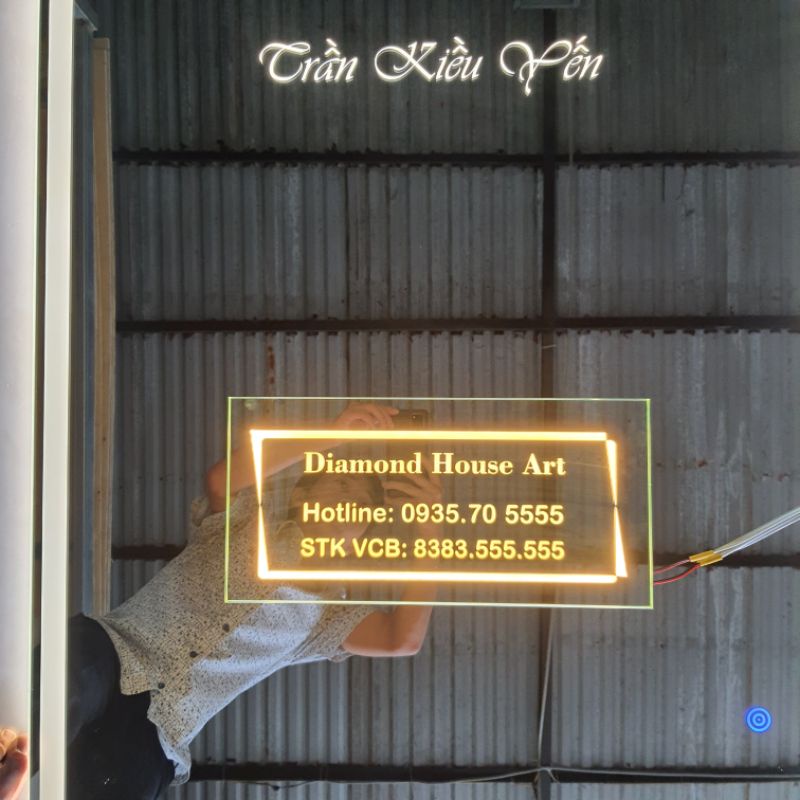 Trần Kiều Yến
Diamond House Art
Hotline: 0935.70 5555
STK VCB: 8383.555.555